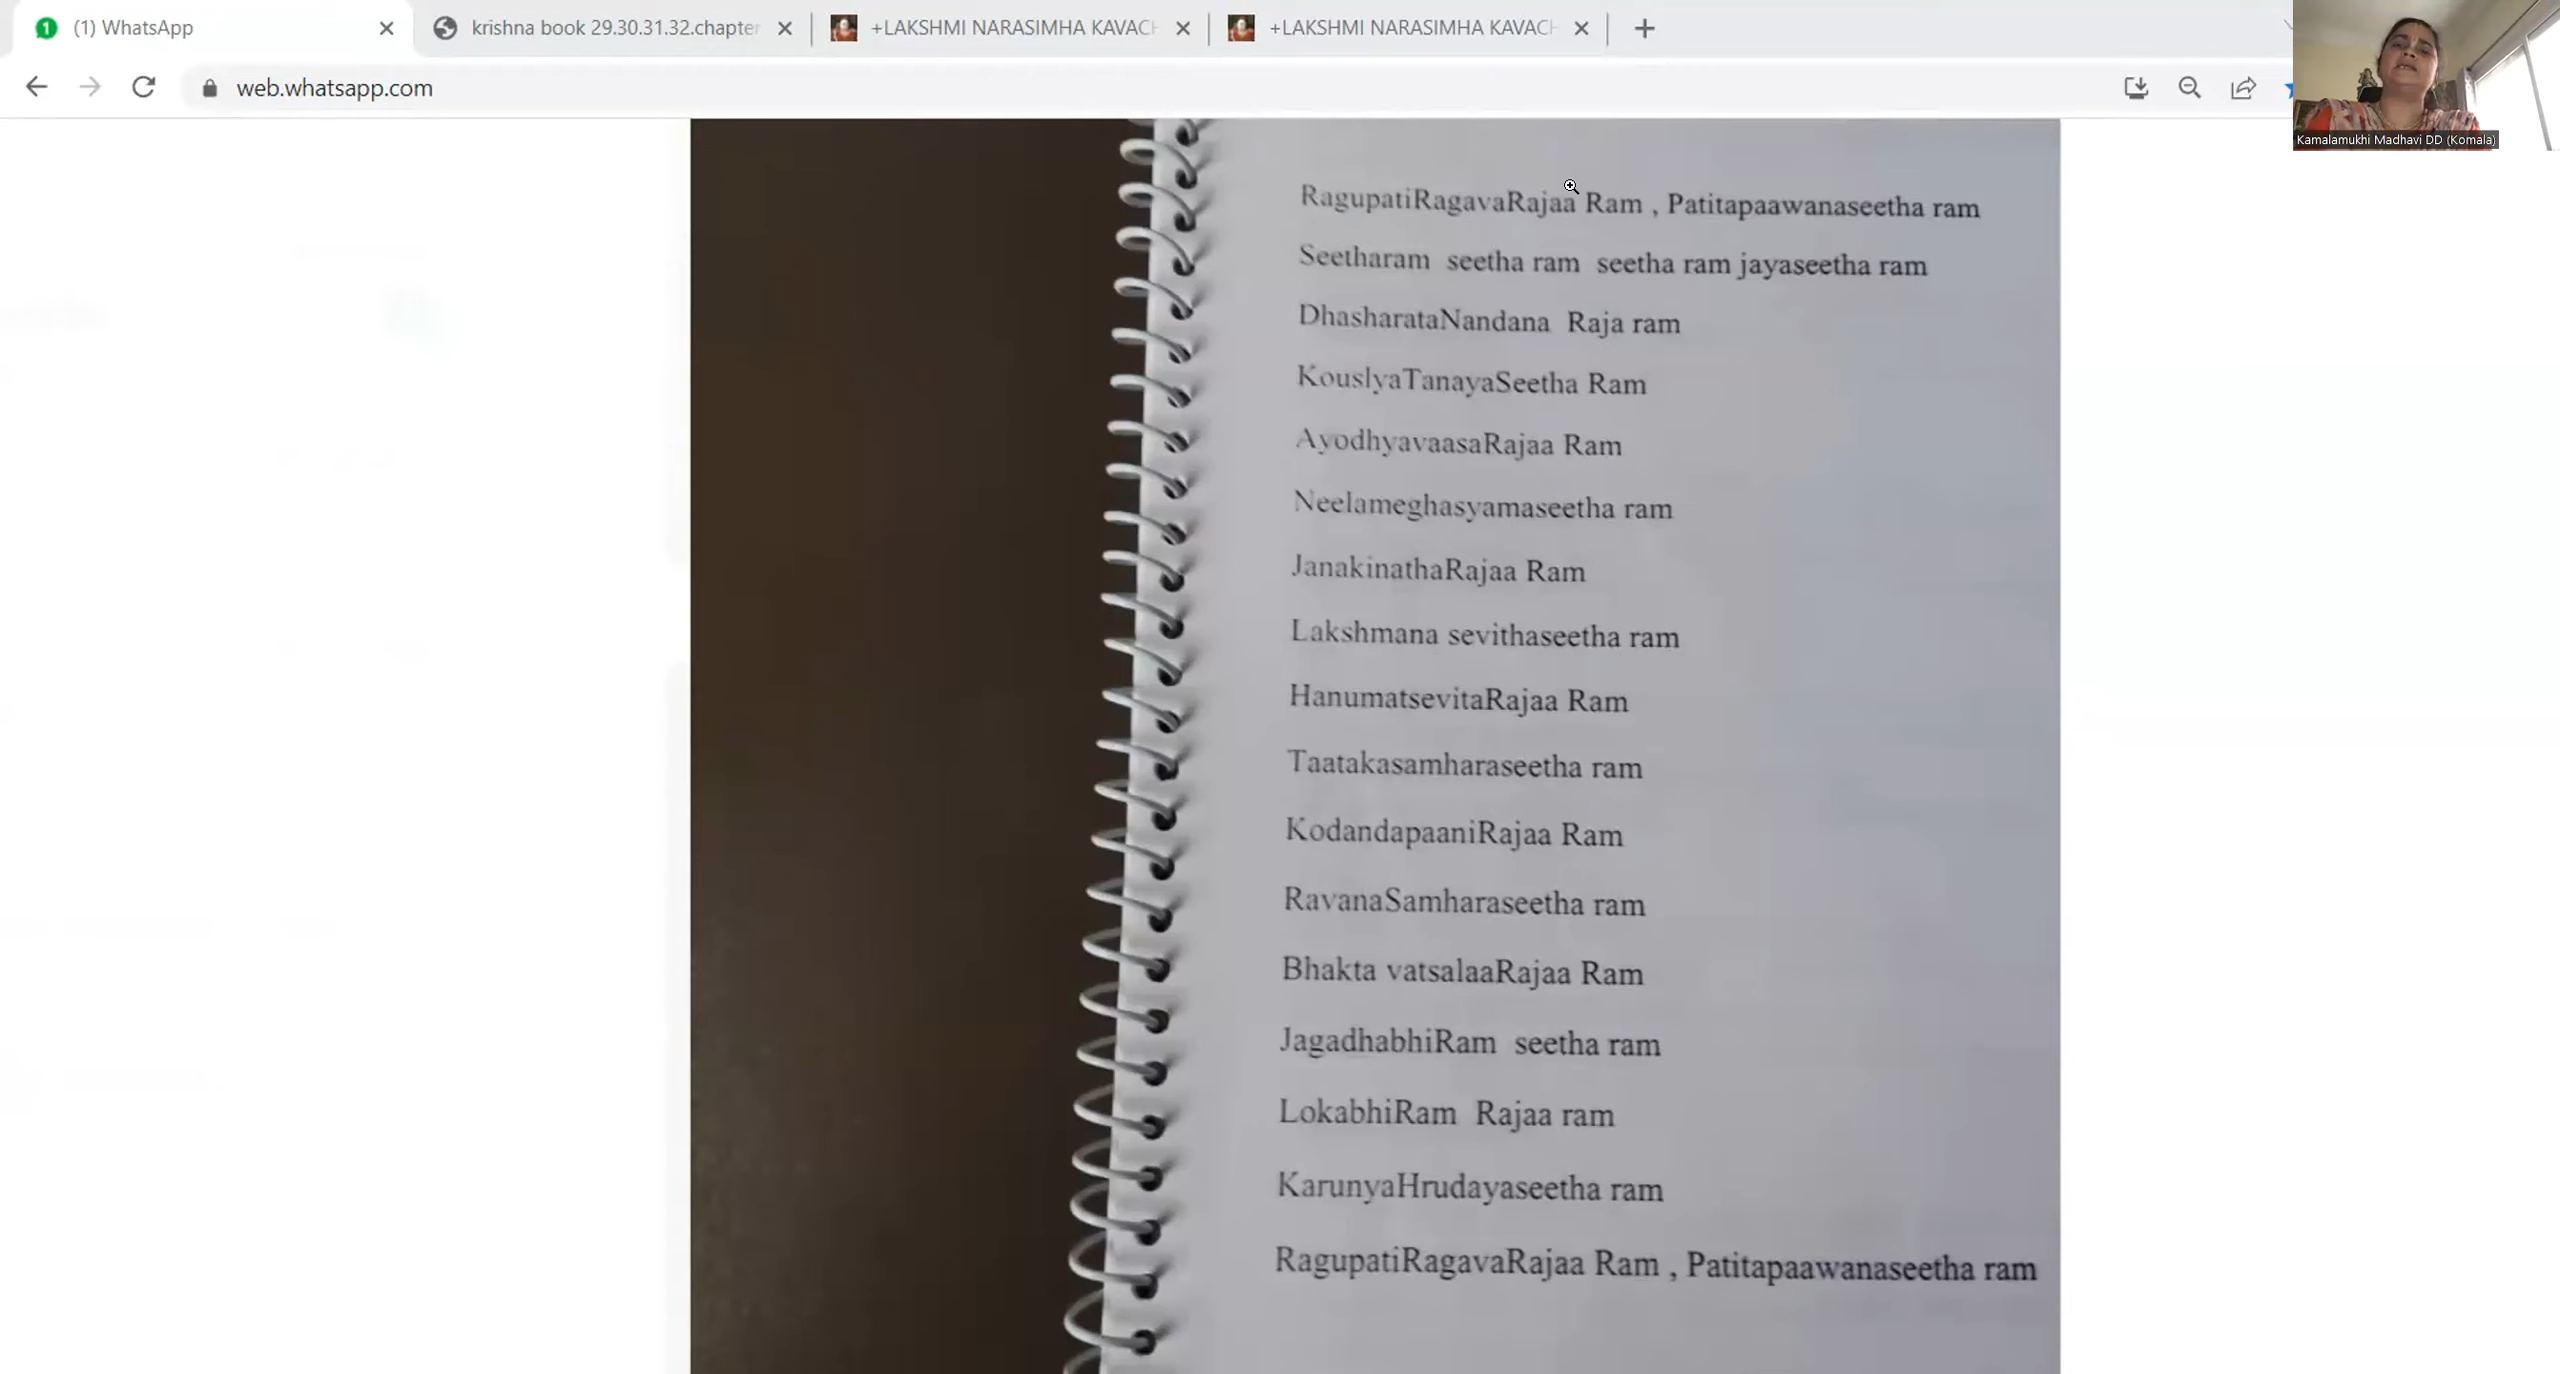 (1) WhatsApp
krishna book 29.30.31.32.chapter
+LAKSHMI NARASIMHA KAVACH
+LAKSHMI NARASIMHA KAVACH
web.whatsapp.com
Kamalamukhi Madhavi DD (Komala)
RagupatiRagavaRajaa Ram , Patitapaawanaseetha ram
Seetharam seetha ram seetha ram jayaseetha ram
DhasharataNandana Raja ram
KouslyaTanayaSeetha Ram
AyodhyavaasaRajaa Ram
Neelameghasyamaseetha ram
JanakinathaRajaa Ram
Lakshmana sevithaseetha ram
HanumatsevitaRajaa Ram
Taatakasamharaseetha ram
KodandapaaniRajaa Ram
RavanaSamharaseetha ram
Bhakta vatsalaaRajaa Ram
JagadhabhiRam seetha ram
LokabhiRam Rajaa ram
KarunyaHrudayaseetha ram
RagupatiRagavaRajaa Ram , Patitapaawanaseetha ram